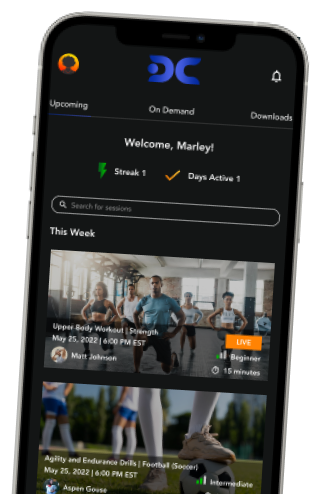 DC
Upcoming
On Demand
Downloads
Welcome, Marley!
Streak 1
Days Active 1
Search for sessions
This Week
Upper Body Workout | Strength
May 25, 2022 | 6:00 PM EST
LIVE
Matt Johnson
Beginner
15 minutes
Agility and Endurance Drills | Football (Soccer)
May 25, 2022 | 6:00 PM EST
Intermediate
Aspen Gouse